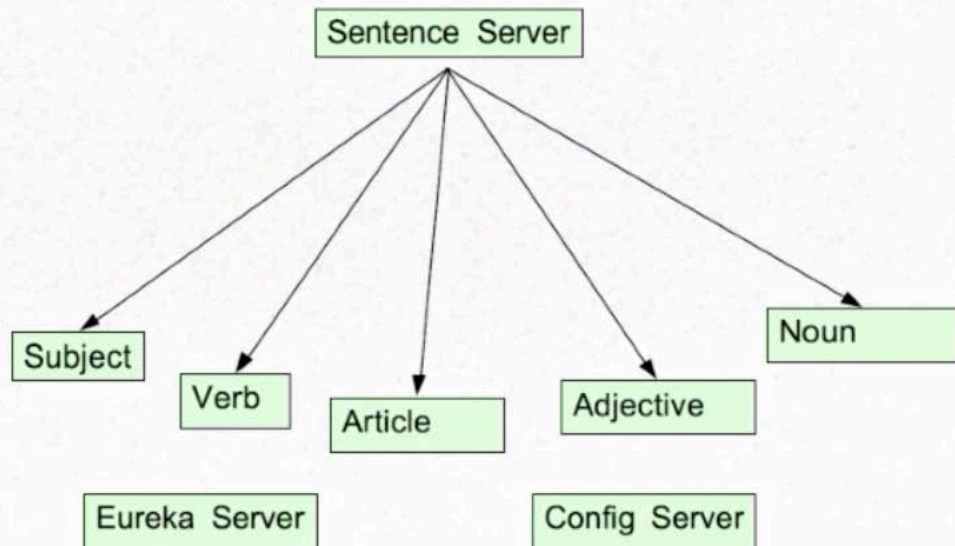 Sentence Server
Subject
Verb
Article
Adjective
Noun
Eureka Server
Config Server